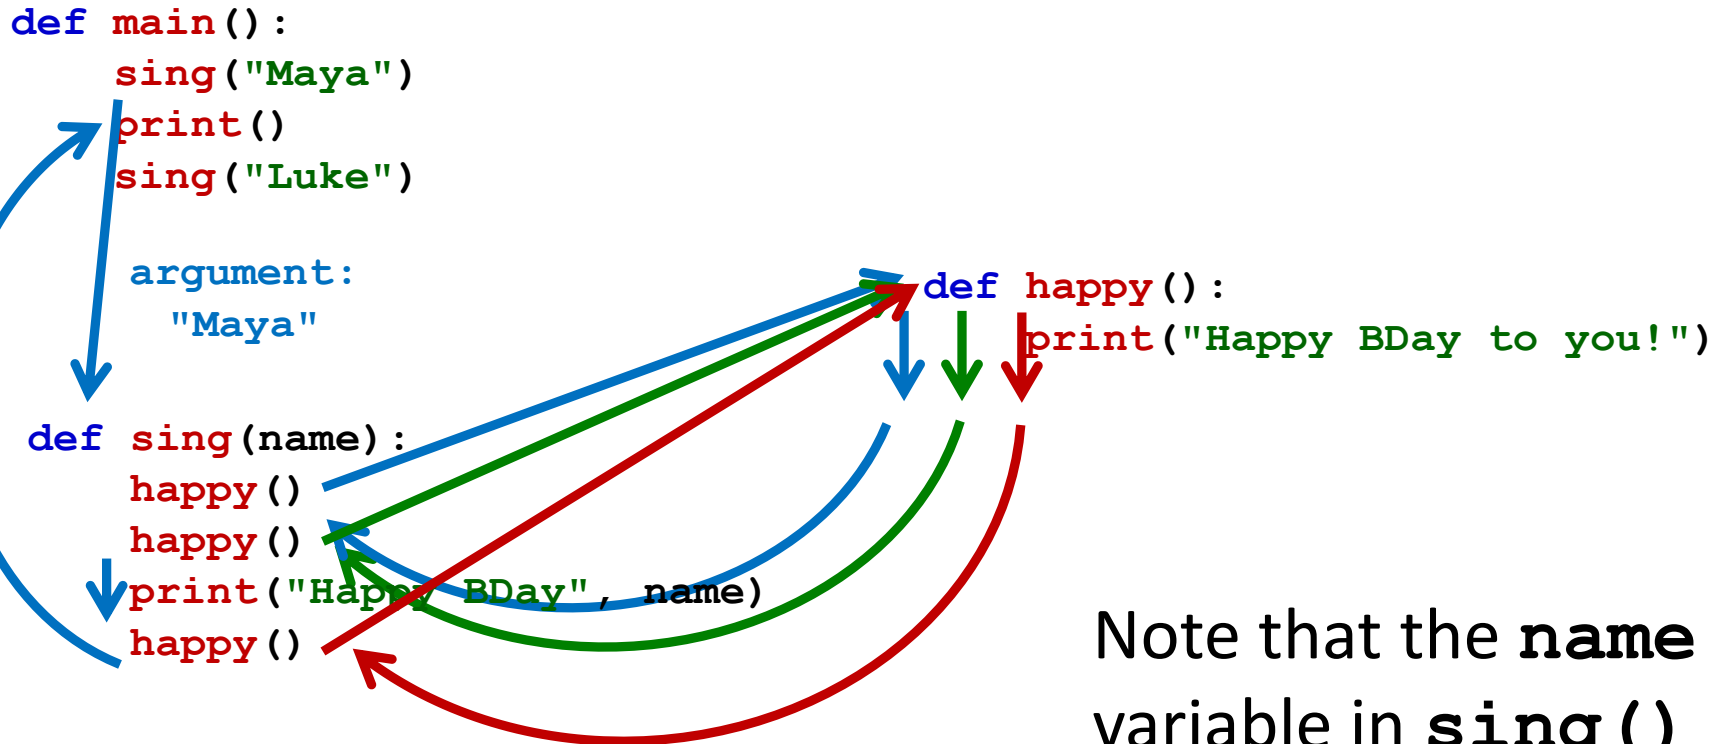 def main():
    sing("Maya")
    print()
    sing("Luke")
argument:
"Maya"
def sing(name):
    happy()
    happy()
    print("Happy BDay", name)
    happy()
def happy():
    print("Happy BDay to you!")
Note that the name
variable in sing()